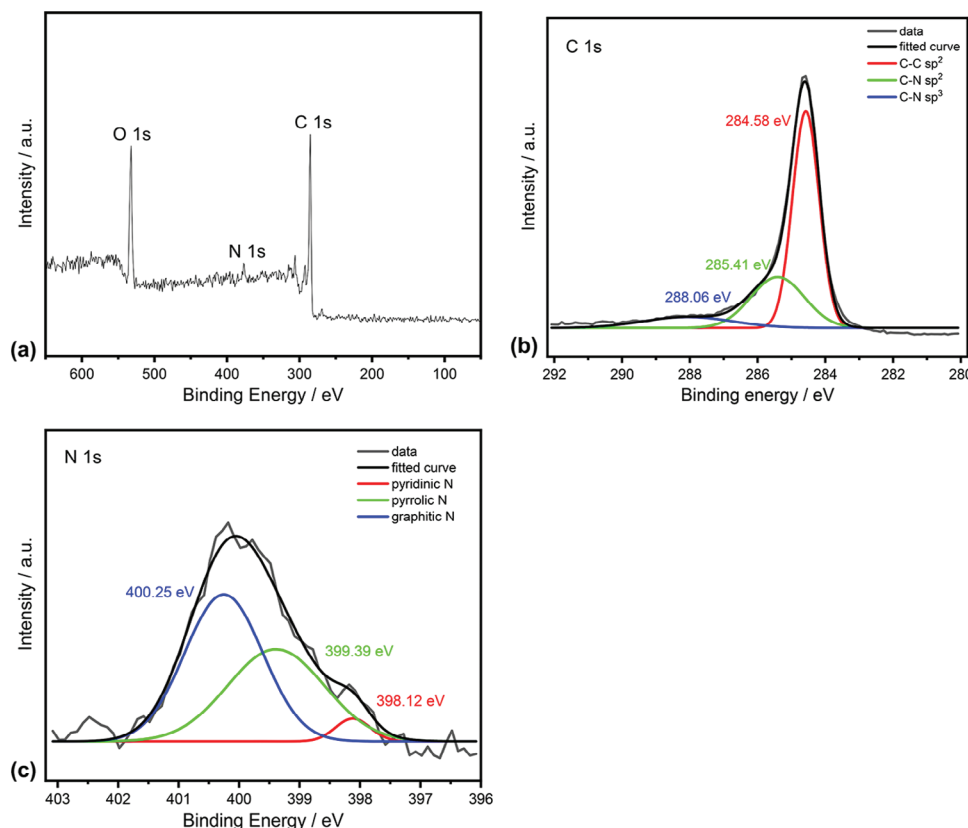 O 1s
C 1s
N 1s
Intensity / a.u.
(a)
600 500 400 300 200 100
Binding Energy / eV
C 1s
data
fitted curve
C-C sp²
C-N sp²
C-N sp³
284.58 eV
285.41 eV
288.06 eV
Intensity / a.u.
(b)
292 290 288 286 284 282 280
Binding energy / eV
N 1s
data
fitted curve
pyridinic N
pyrrolic N
graphitic N
400.25 eV
399.39 eV
398.12 eV
Intensity / a.u.
(c)
403 402 401 400 399 398 397 396
Binding Energy / eV